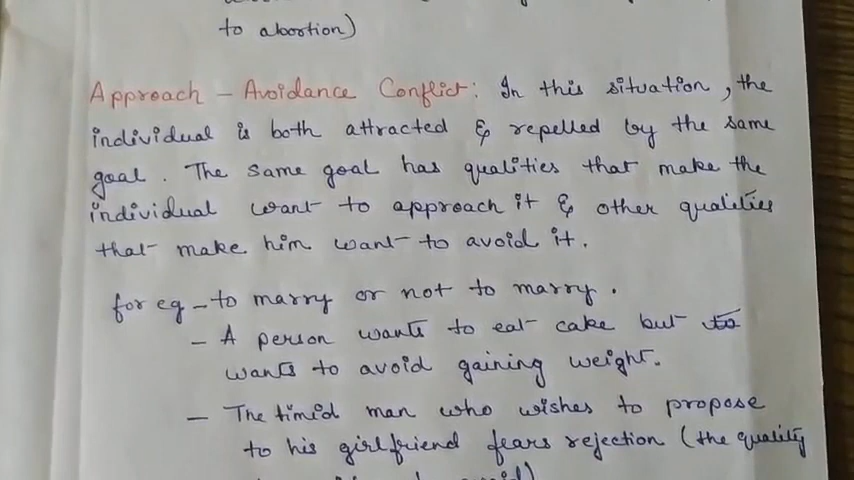 to abortion)
Approach - Avoidance Conflict: In this situation, the
individual is both attracted & repelled by the same
goal. The same goal has qualities that make the
individual want to approach it & other qualities
that make him want to avoid it.
for eg - to marry or not to marry.
- A person wants to eat cake but
wants to avoid gaining weight.
- The timid man who wishes to propose
to his girlfriend fears rejection (the quality